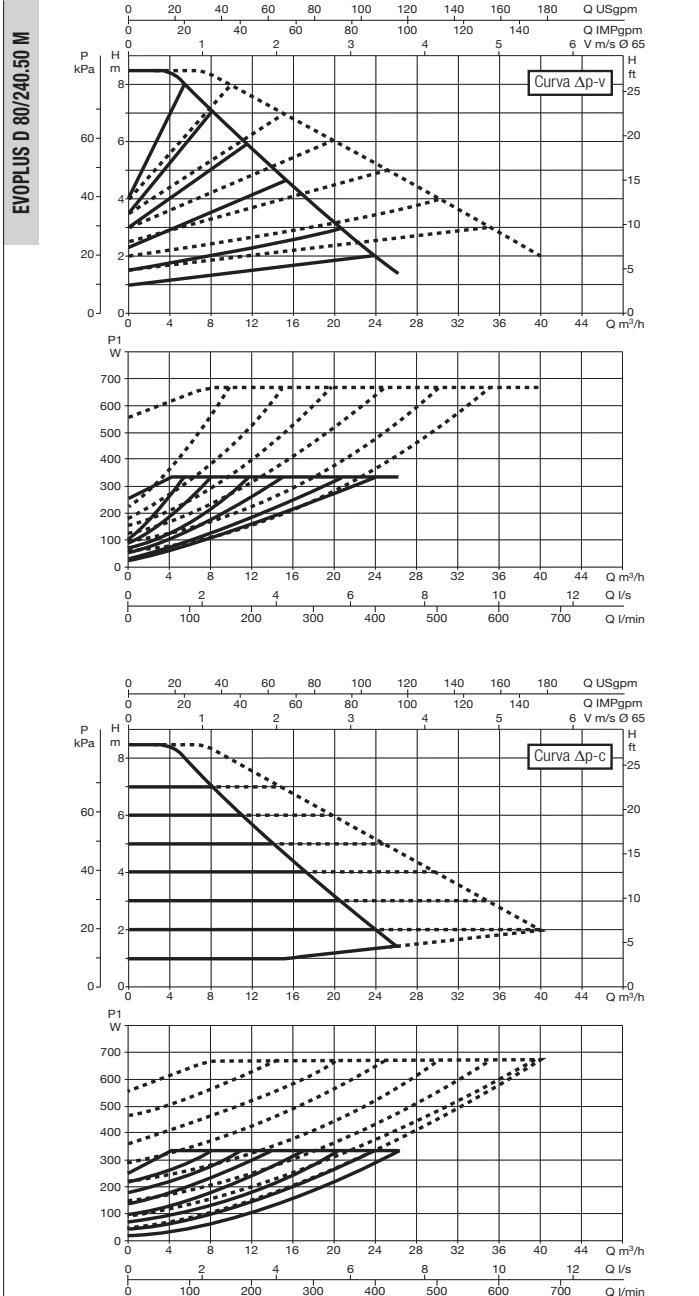 EVOPLUS D 80/240.50 M
0 20 40 60 80 100 120 140 160 180 Q USgpm
0 20 40 60 80 100 120 140 Q IMPgpm
0 1 2 3 4 5 6 V m/s Ø 65
P kPa
H m
H ft
Curva Δp-v
60
40
20
0
8
6
4
2
0
25
20
15
10
5
0
0 4 8 12 16 20 24 28 32 36 40 44 Q m³/h
P1
W
700
600
500
400
300
200
100
0
0 4 8 12 16 20 24 28 32 36 40 44 Q m³/h
0 2 4 6 8 10 12 Q l/s
0 100 200 300 400 500 600 700 Q l/min
0 20 40 60 80 100 120 140 160 180 Q USgpm
0 20 40 60 80 100 120 140 Q IMPgpm
0 1 2 3 4 5 6 V m/s Ø 65
P kPa
H m
H ft
Curva Δp-c
60
40
20
0
8
6
4
2
0
25
20
15
10
5
0
0 4 8 12 16 20 24 28 32 36 40 44 Q m³/h
P1
W
700
600
500
400
300
200
100
0
0 4 8 12 16 20 24 28 32 36 40 44 Q m³/h
0 2 4 6 8 10 12 Q l/s
0 100 200 300 400 500 600 700 Q l/min